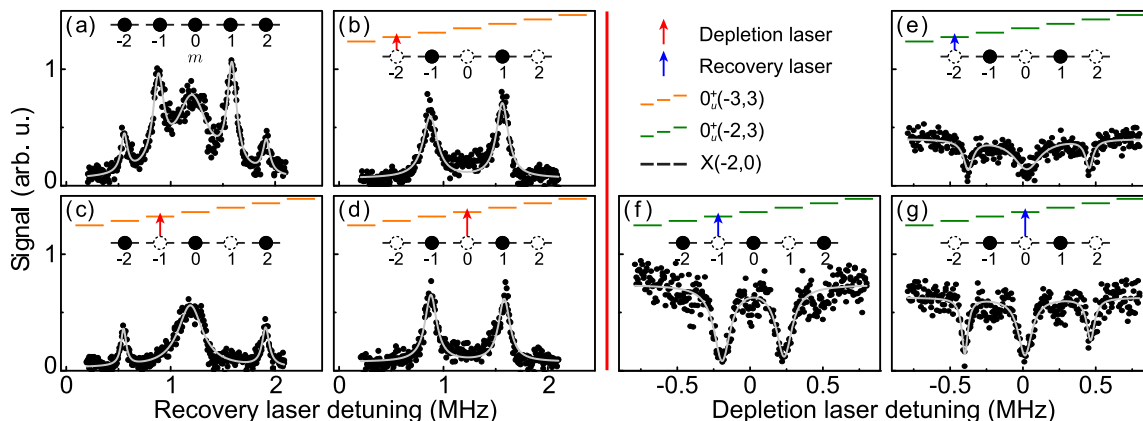 (a)
-2 -1 0 1 2
m
(b)
-2 -1 0 1 2
Depletion laser
Recovery laser
0⁺ᵤ(-3,3)
0⁺ᵤ(-2,3)
X(-2,0)
(e)
-2 -1 0 1 2
1
0
(c)
-2 -1 0 1 2
(d)
-2 -1 0 1 2
(f)
-2 -1 0 1 2
(g)
-2 -1 0 1 2
1
0
Signal (arb. u.)
0 1 2 0 1 2
-0.5 0 0.5 -0.5 0 0.5
Recovery laser detuning (MHz)
Depletion laser detuning (MHz)